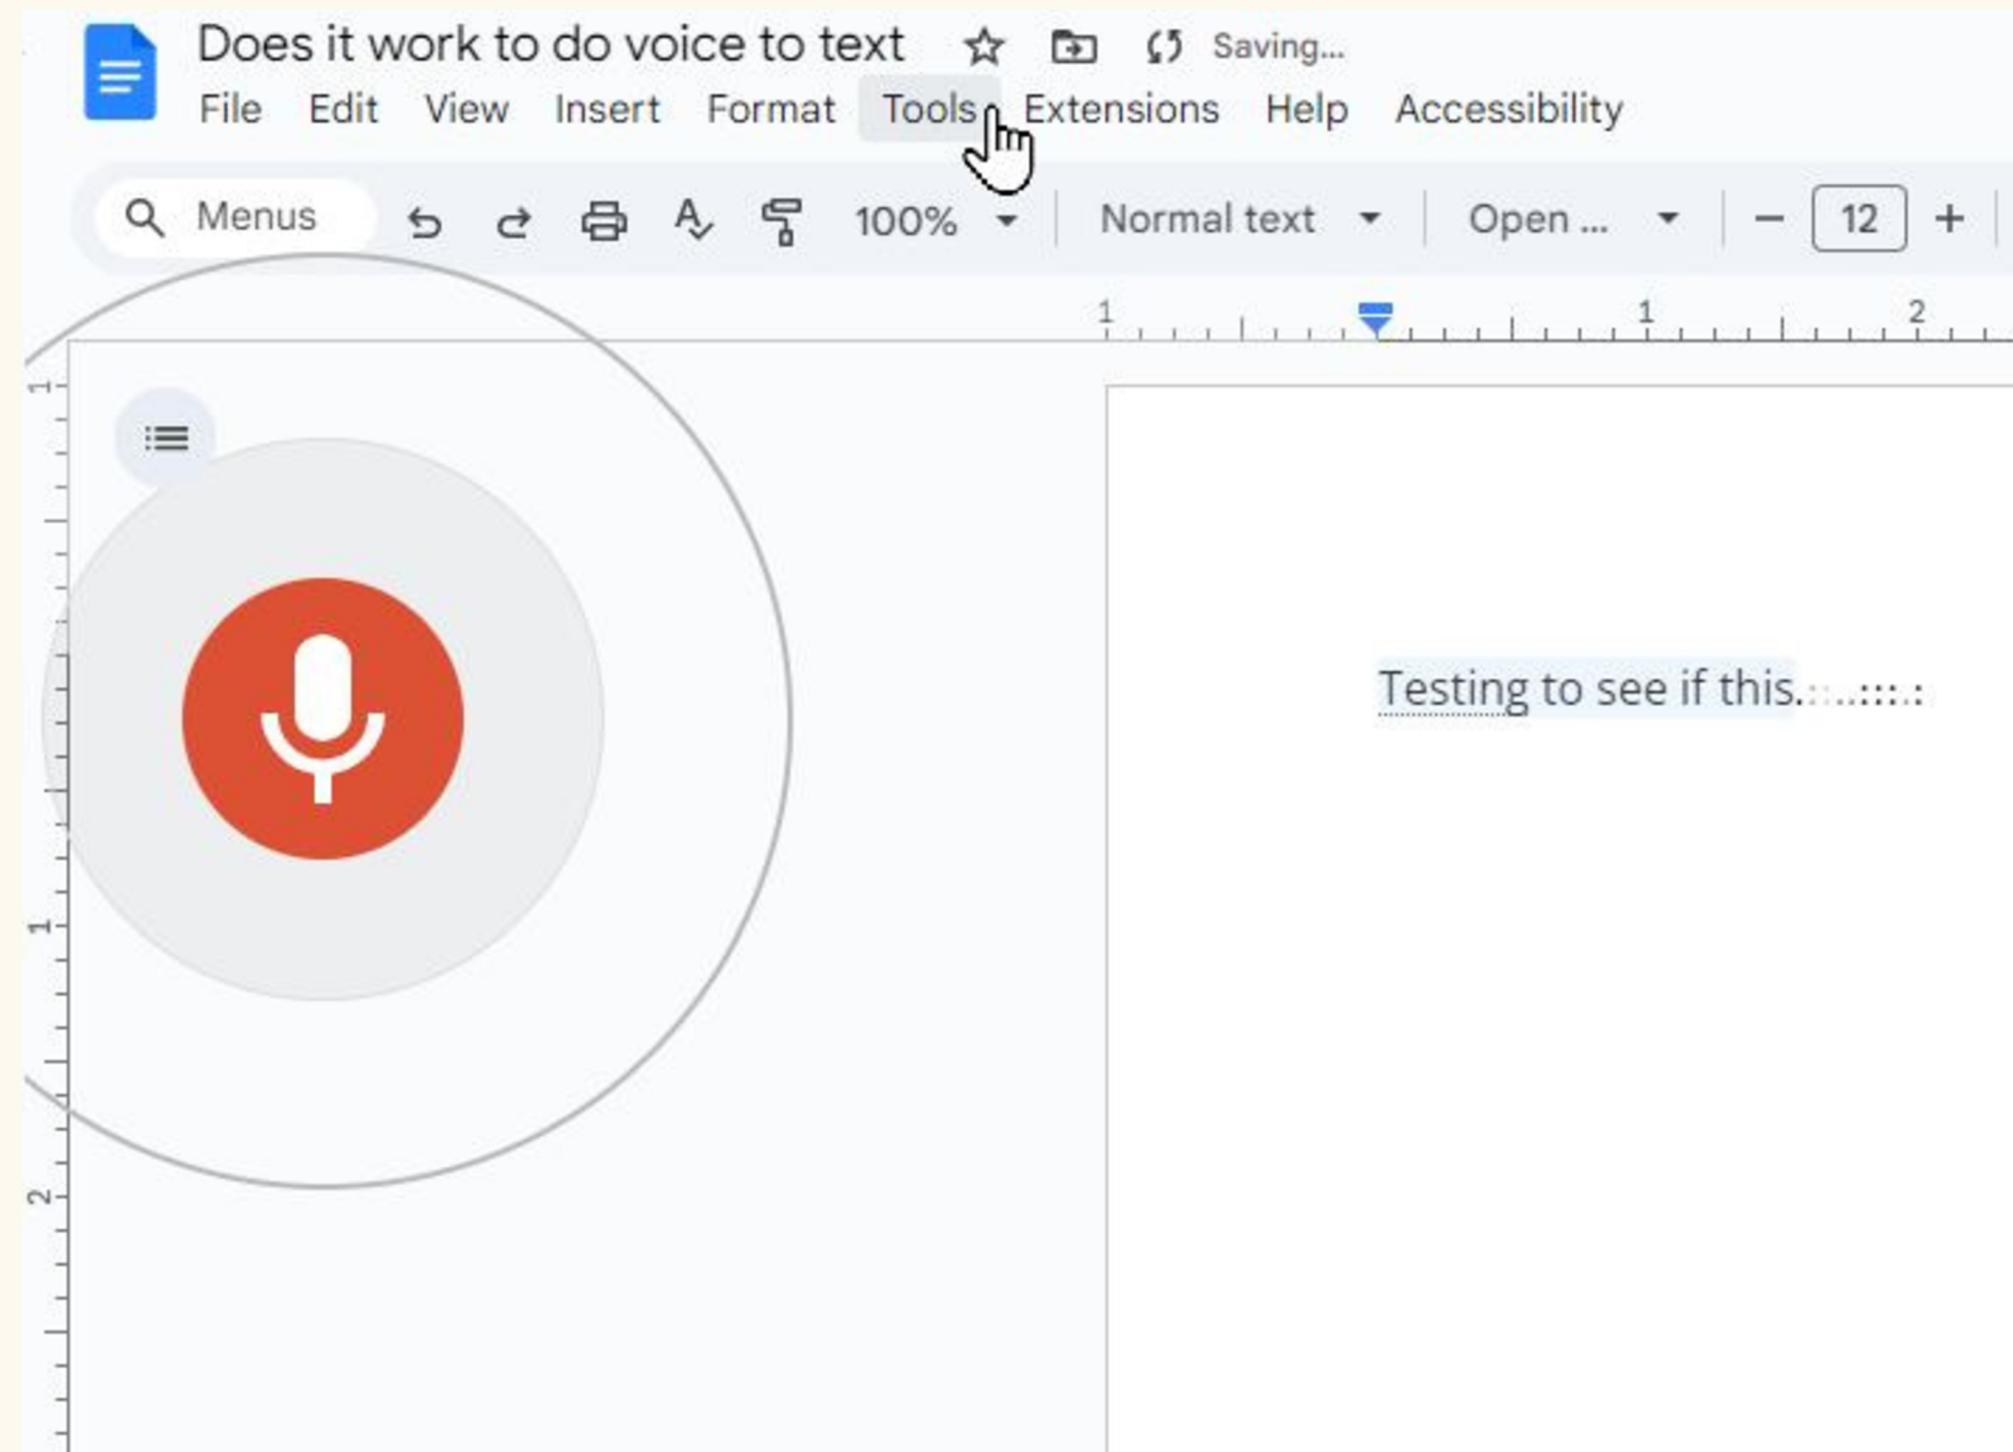 Does it work to do voice to text Saving...
File Edit View Insert Format Tools Extensions Help Accessibility
Menus 100% Normal text Open ... 12
1 1 2
1
Testing to see if this.
1
2